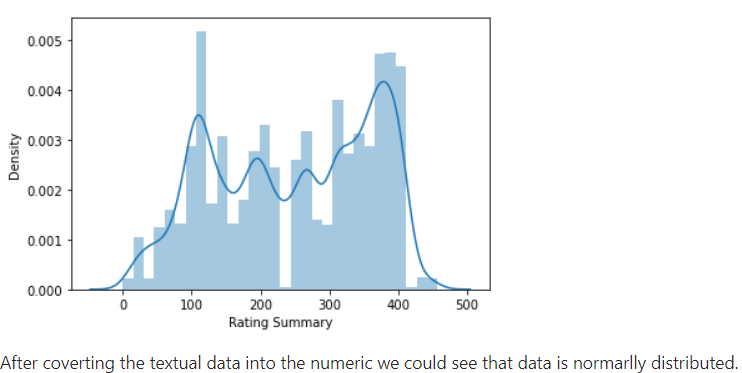 0.005
0.004
0.003
0.002
0.001
0.000
Density
0 100 200 300 400 500
Rating Summary
After coverting the textual data into the numeric we could see that data is normarlly distributed.